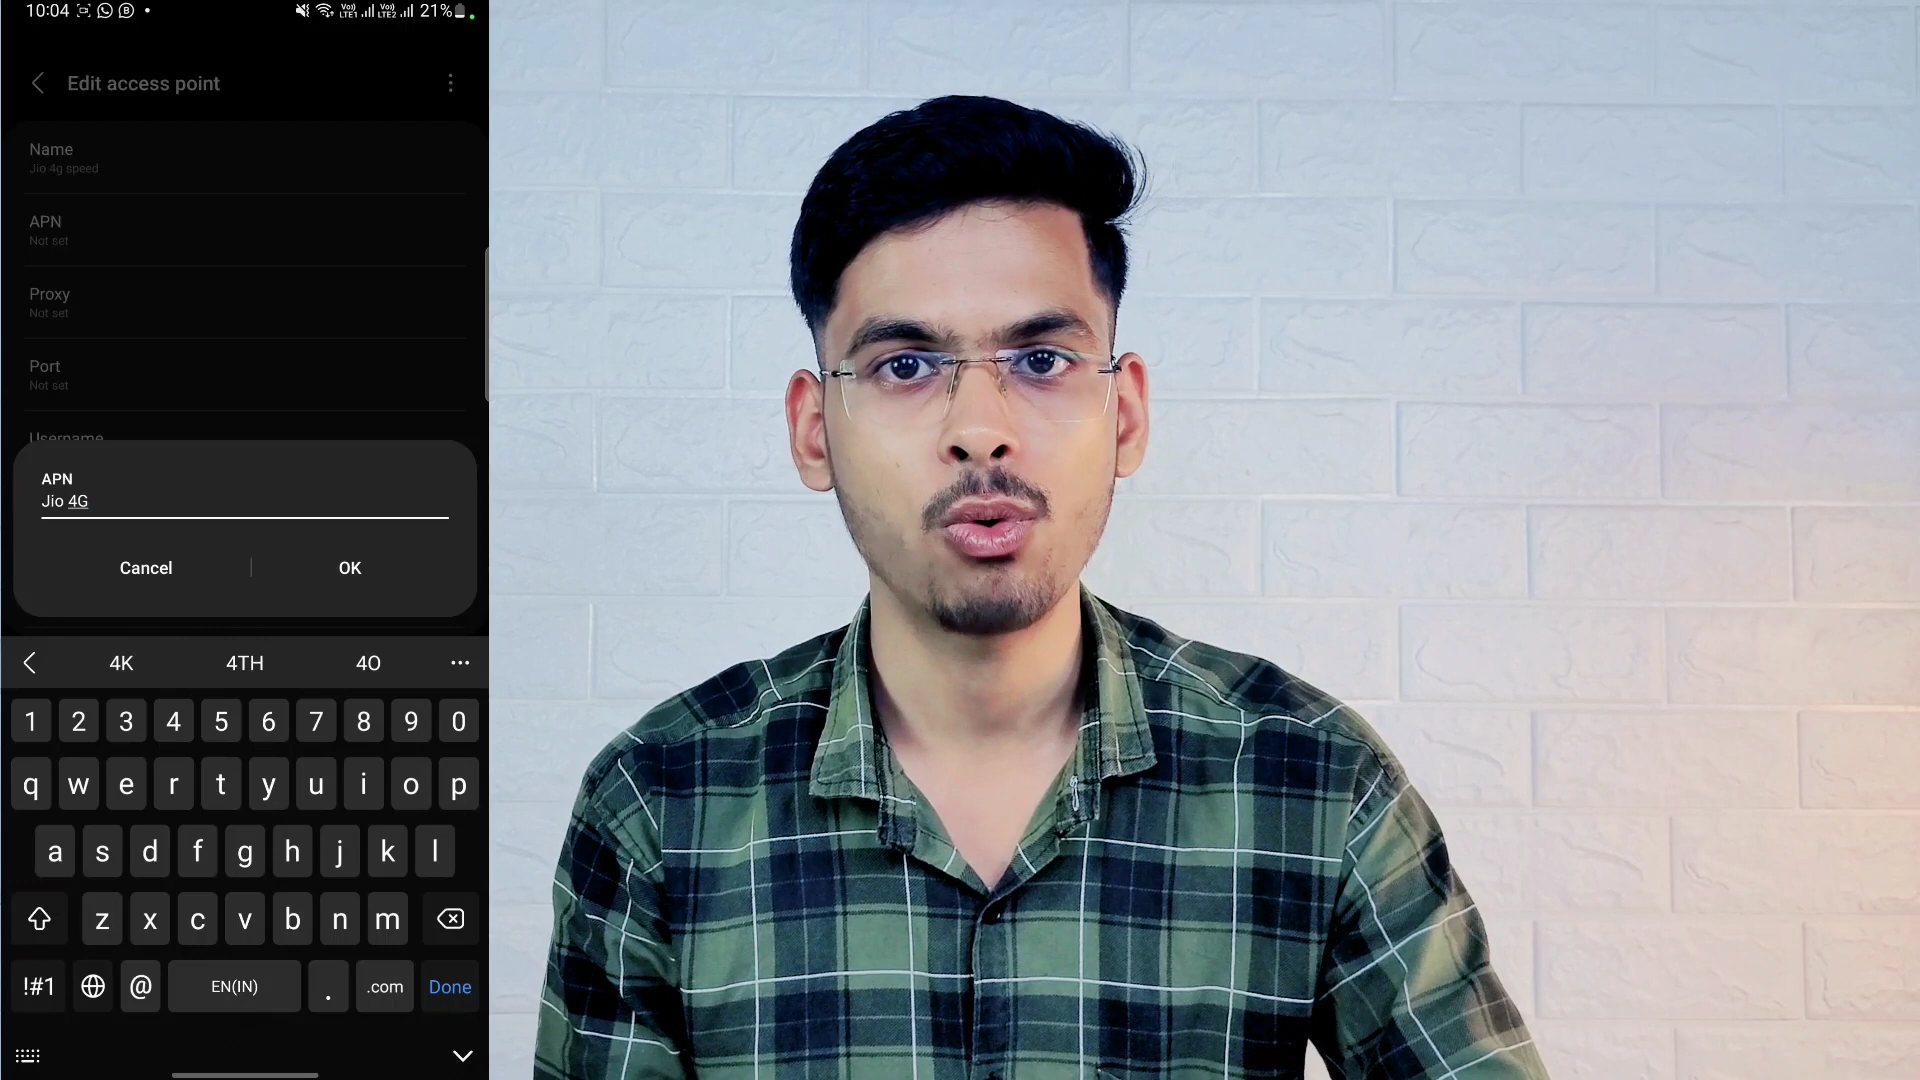 10:04 21%
Edit access point
Name
Jio 4g speed
APN
Not set
Proxy
Not set
Port
Not set
Username
APN
Jio 4G
Cancel OK
4K 4TH 4O
1 2 3 4 5 6 7 8 9 0
q w e r t y u i o p
a s d f g h j k l
z x c v b n m
!#1 @ EN(IN) . .com Done